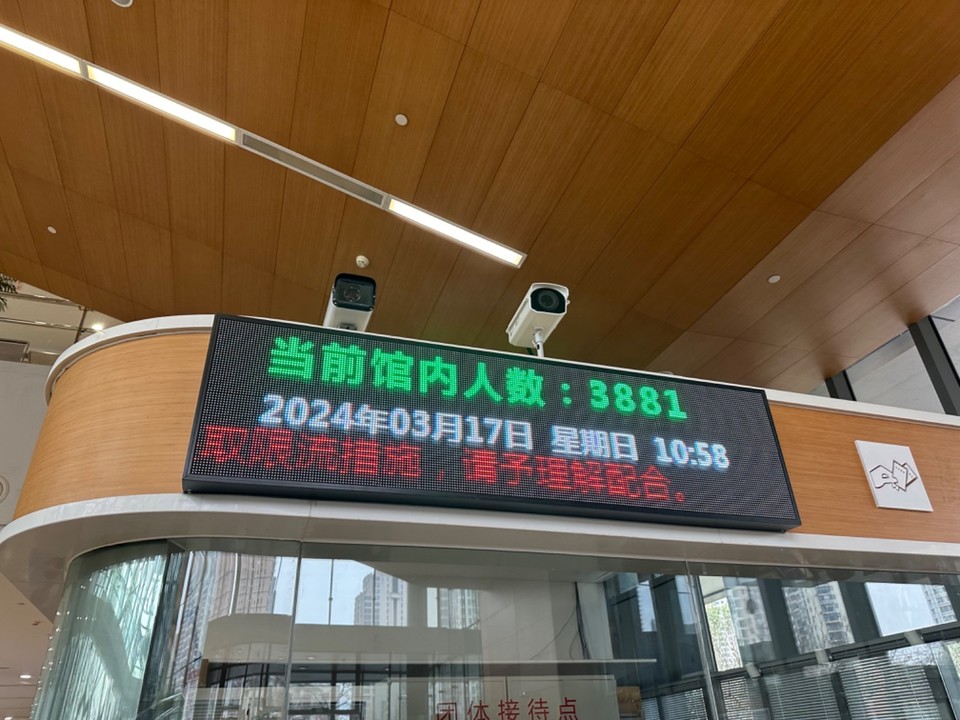 当前馆内人数：3881
2024年03月17日 星期日 10:58
取限流措施，请予理解配合。
团体接待点